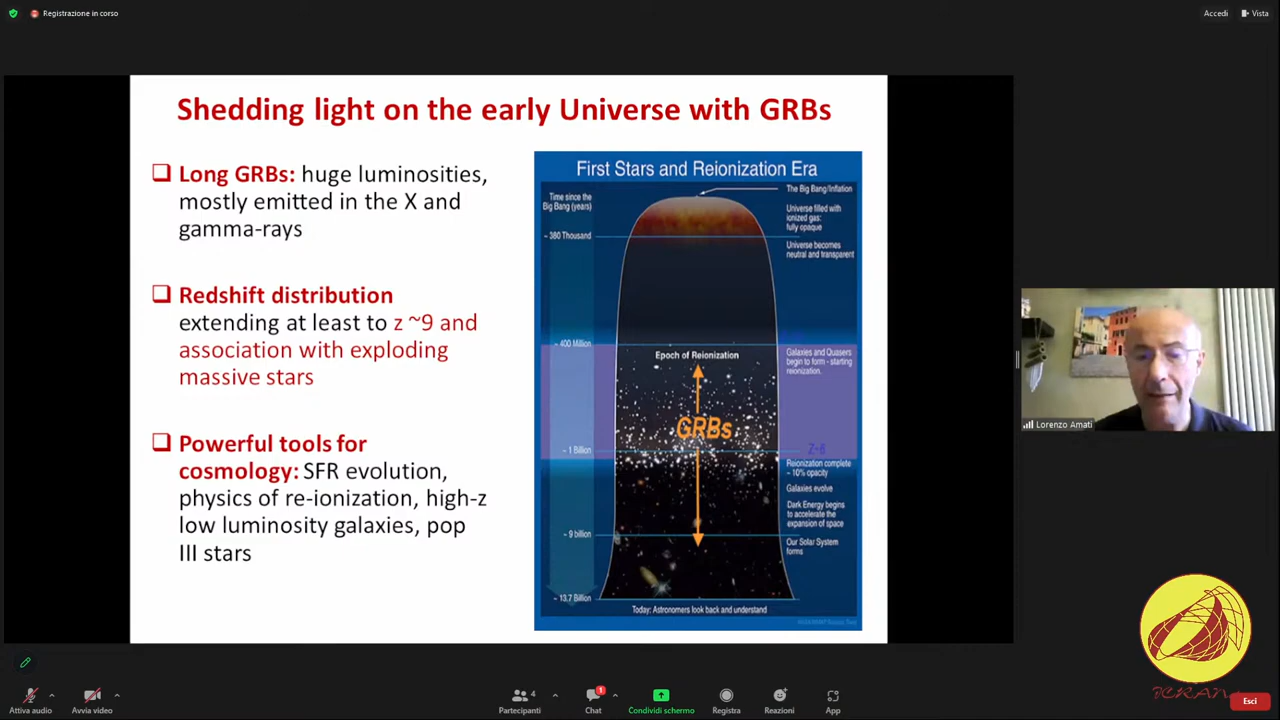 Registrazione in corso
Accedi
Vista
Shedding light on the early Universe with GRBs
Long GRBs: huge luminosities,
mostly emitted in the X and
gamma-rays
Redshift distribution
extending at least to z ~9 and
association with exploding
massive stars
Powerful tools for
cosmology: SFR evolution,
physics of re-ionization, high-z
low luminosity galaxies, pop
III stars
First Stars and Reionization Era
Time since the
Big Bang (years)
The Big Bang/Inflation
Universe filled with
ionized gas:
fully opaque
~ 380 Thousand
Universe becomes
neutral and transparent
~ 400 Million
Epoch of Reionization
Galaxies and Quasers
begin to form - starting
reionization.
GRBs
Z~8
~ 1 Billion
Reionization complete
~ 10% opacity
Galaxies evolve
Dark Energy begins
to accelerate the
expansion of space
~ 9 billion
Our Solar System
forms
~ 13.7 Billion
Today: Astronomers look back and understand
Lorenzo Amati
ICRANet
Attiva audio
Avvia video
Partecipanti
4
Chat
1
Condividi schermo
Registra
Reazioni
App
Esci